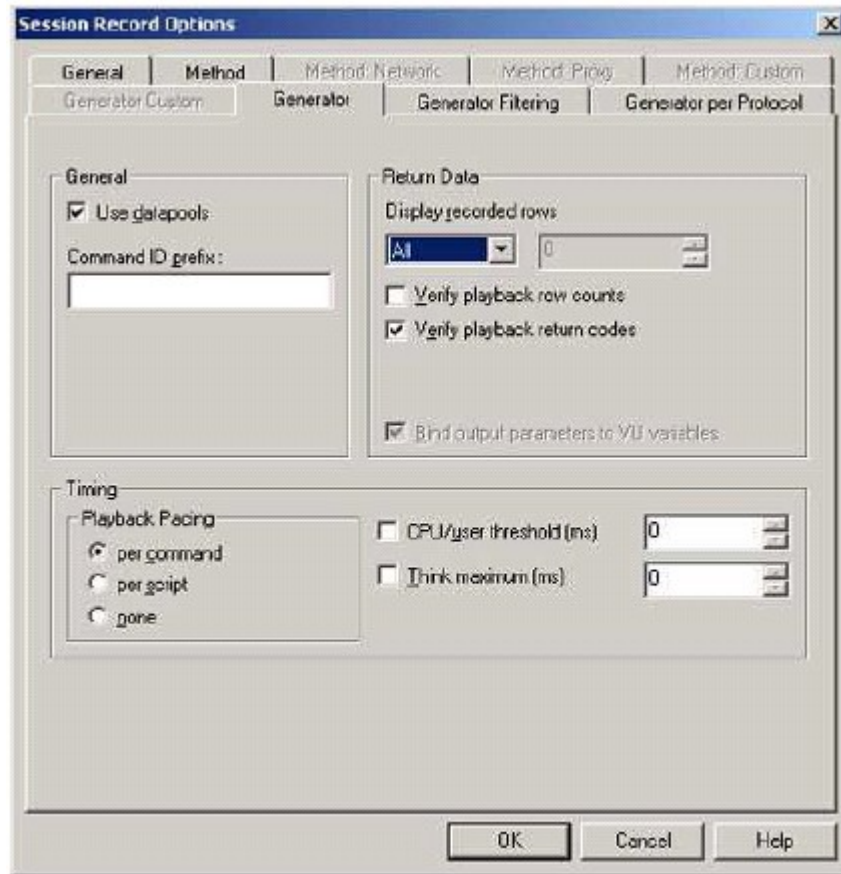 Session Record Options
General Method Method: Network Method: Proxy Method: Custom
Generator Custom Generator Generator Filtering Generator per Protocol
General
Use datapools
Command ID prefix:
Return Data
Display recorded rows
All 0
Verify playback row counts
Verify playback return codes
Bind output parameters to VU variables
Timing
Playback Pacing
per command
per script
none
CPU/user threshold (ms) 0
Think maximum (ms) 0
OK Cancel Help